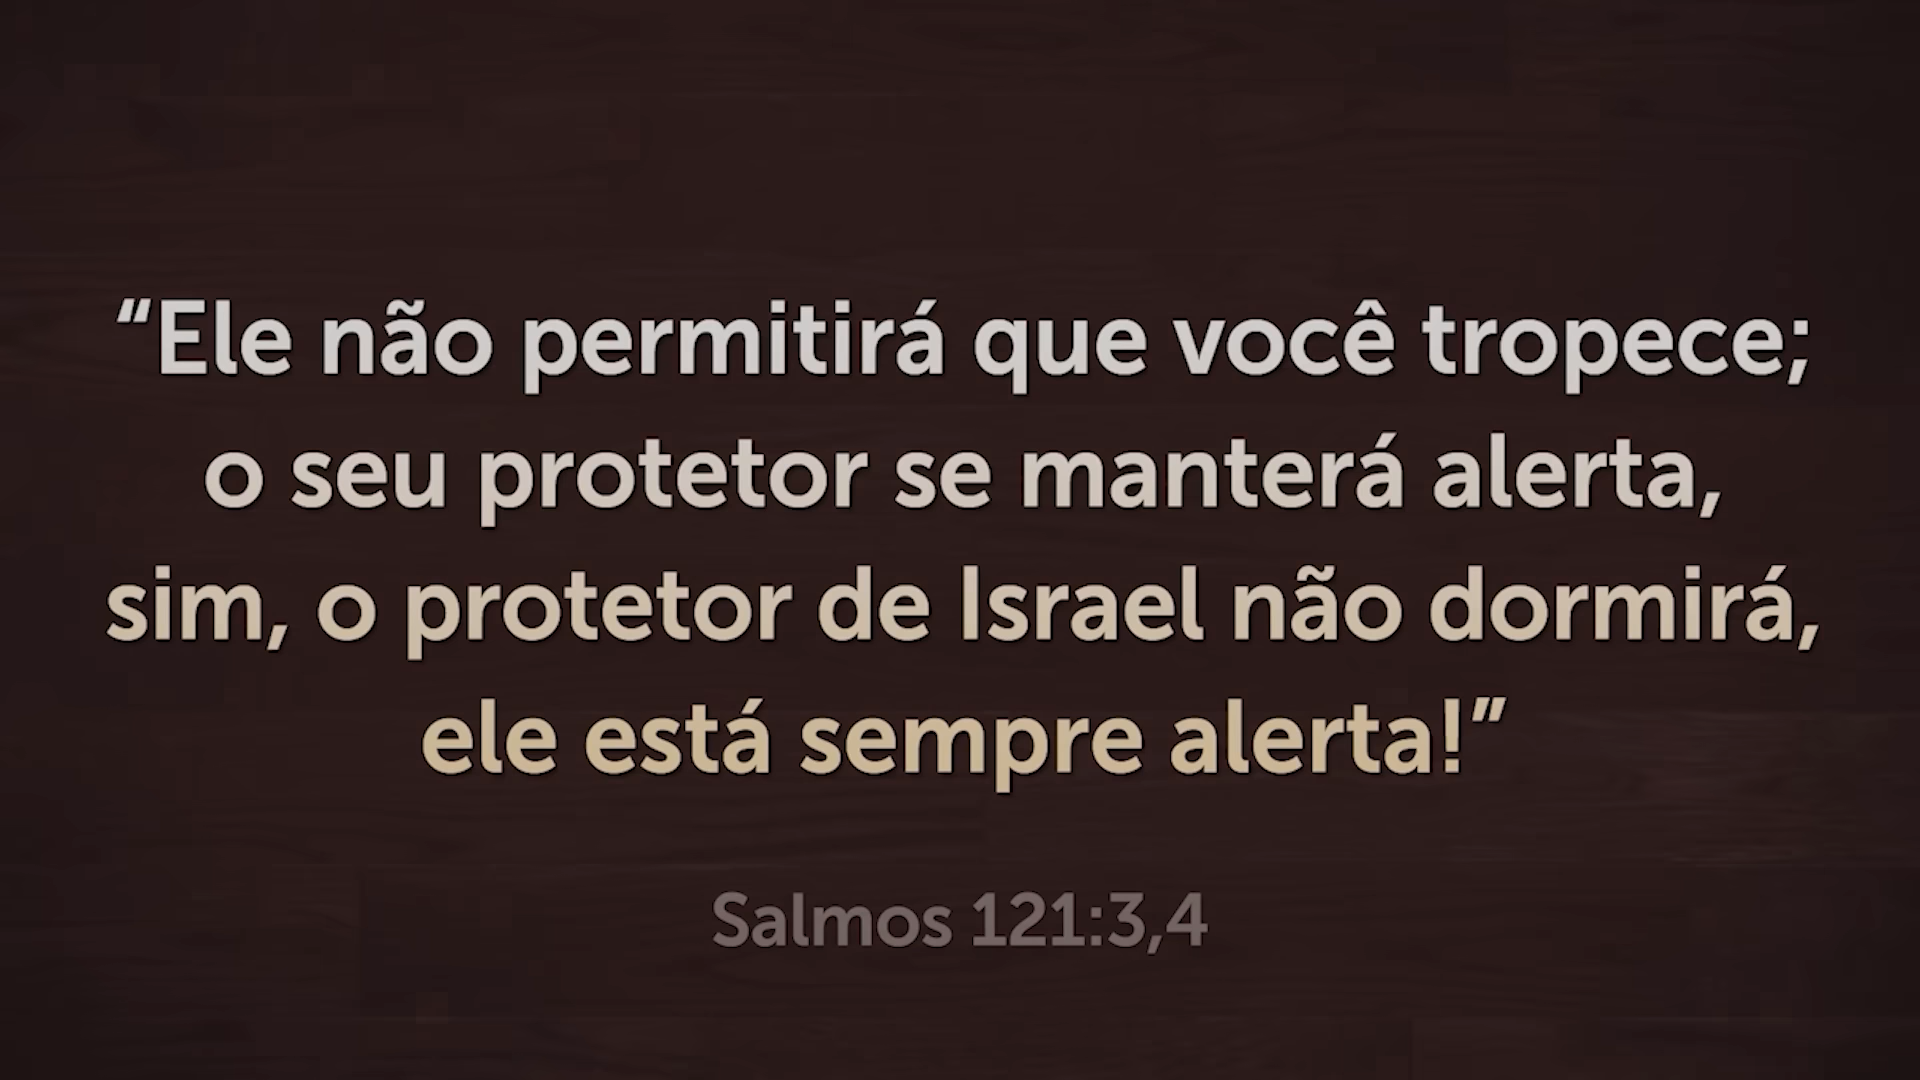 “Ele não permitirá que você tropece;
o seu protetor se manterá alerta,
sim, o protetor de Israel não dormirá,
ele está sempre alerta!”
Salmos 121:3,4